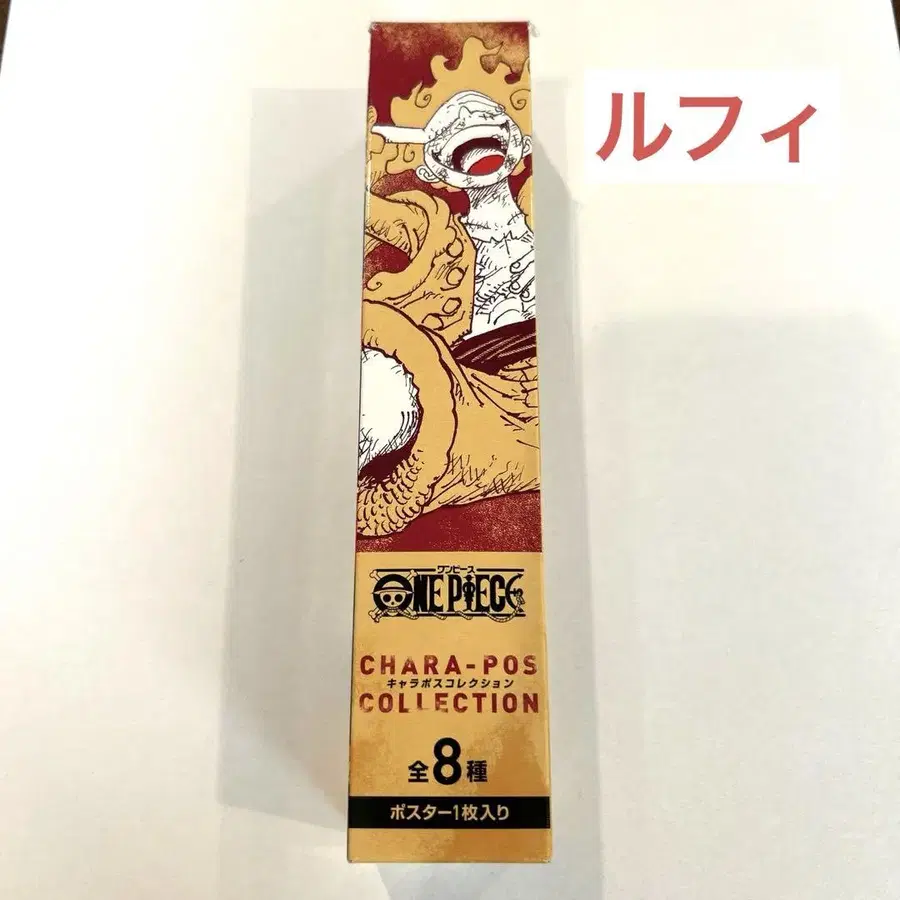 ルフィ
ワンピース
ONE PIECE
CHARA-POS
キャラポスコレクション
COLLECTION
全8種
ポスター1枚入り